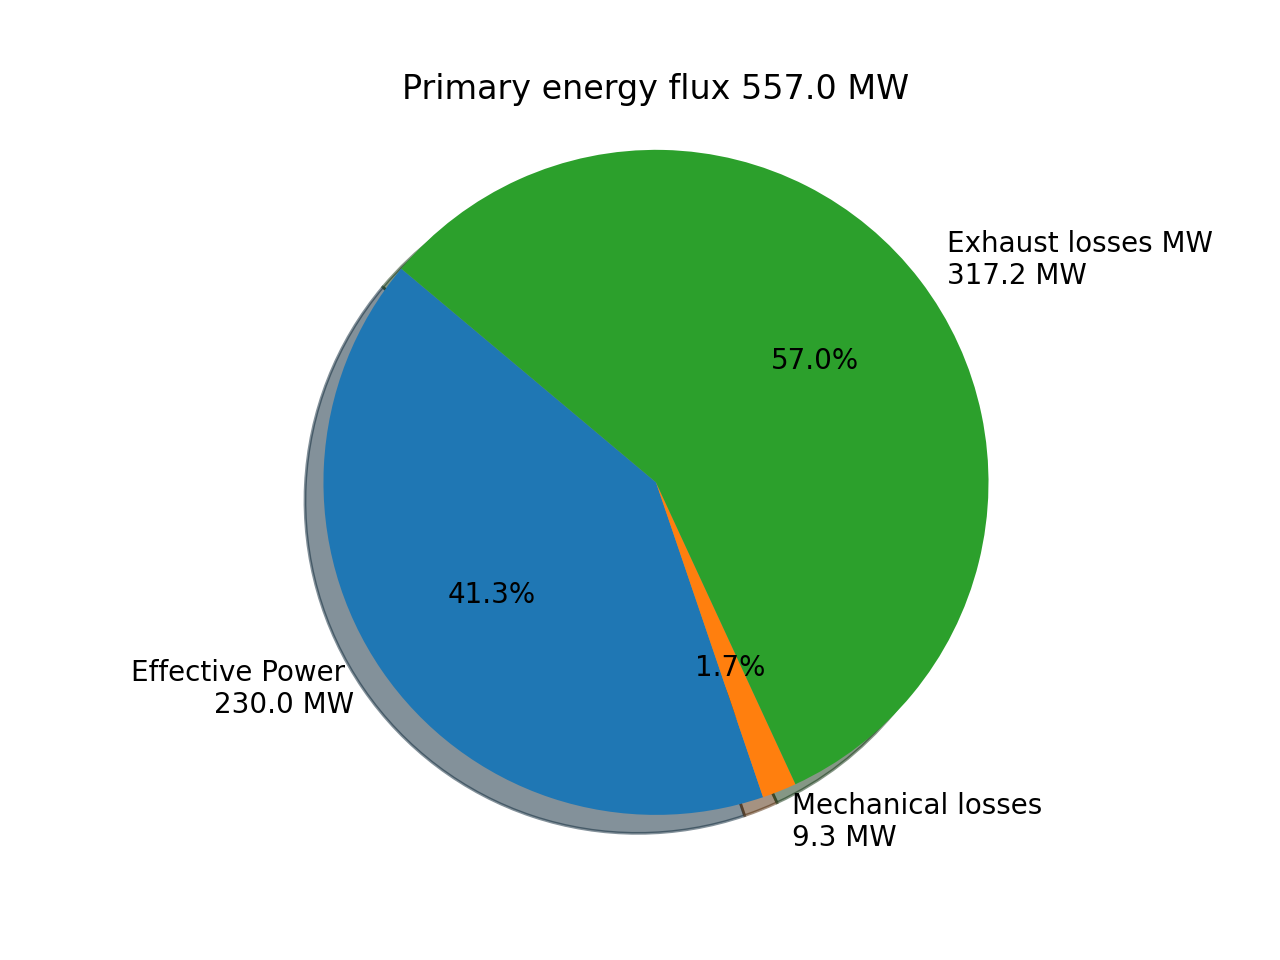 Primary energy flux 557.0 MW
Exhaust losses MW
317.2 MW
57.0%
41.3%
1.7%
Effective Power
230.0 MW
Mechanical losses
9.3 MW